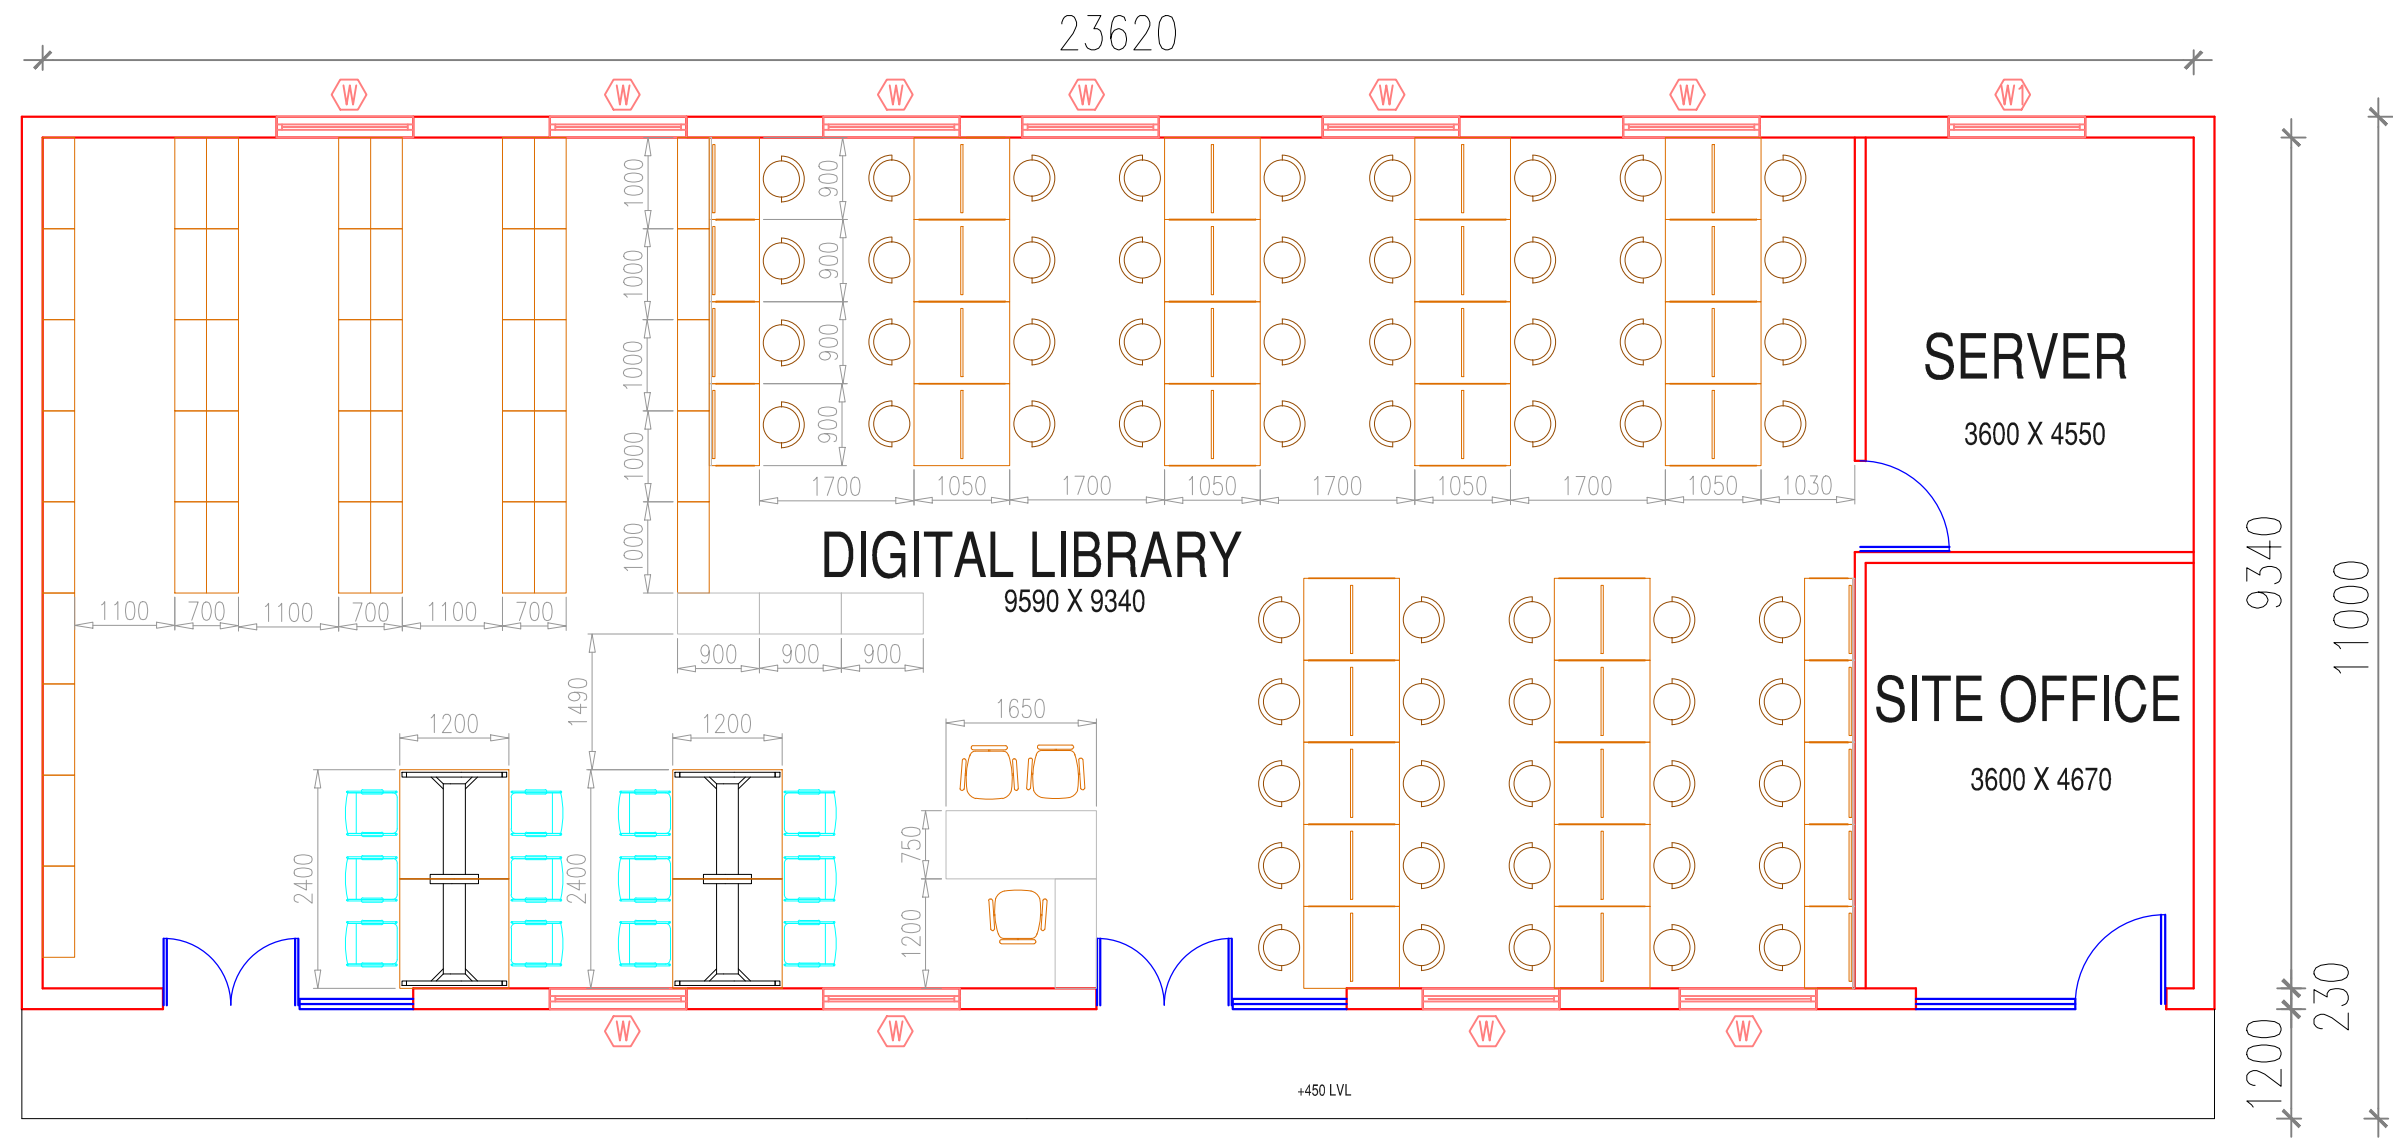 23620
W
W
W
W
W
W
W1
1000
900
1000
900
1000
900
1000
900
1000
1700
1050
1700
1050
1700
1050
1700
1050
1030
SERVER
3600 X 4550
DIGITAL LIBRARY
9590 X 9340
1100
700
1100
700
1100
700
900
900
900
1490
1200
1200
1650
2400
2400
750
1200
SITE OFFICE
3600 X 4670
9340
11000
230
1200
W
W
W
W
+450 LVL